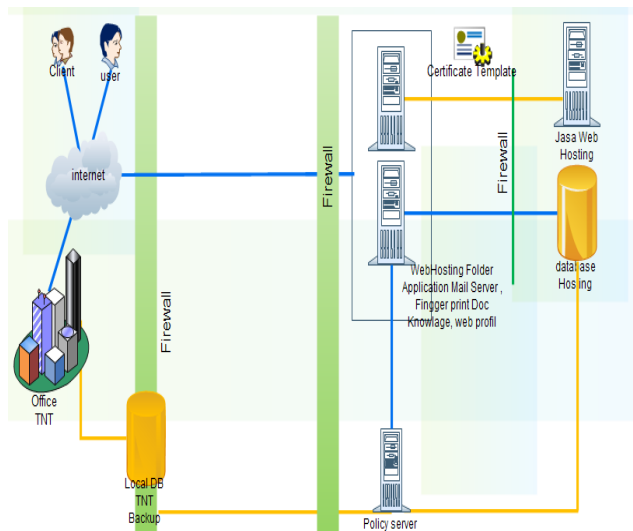 Client
user
internet
Office
TNT
Firewall
Local DB
TNT
Backup
Firewall
Certificate Template
Firewall
Jasa Web
Hosting
database
Hosting
WebHosting Folder
Application Mail Server ,
Fingger print Doc
Knowlage, web profil
Policy server